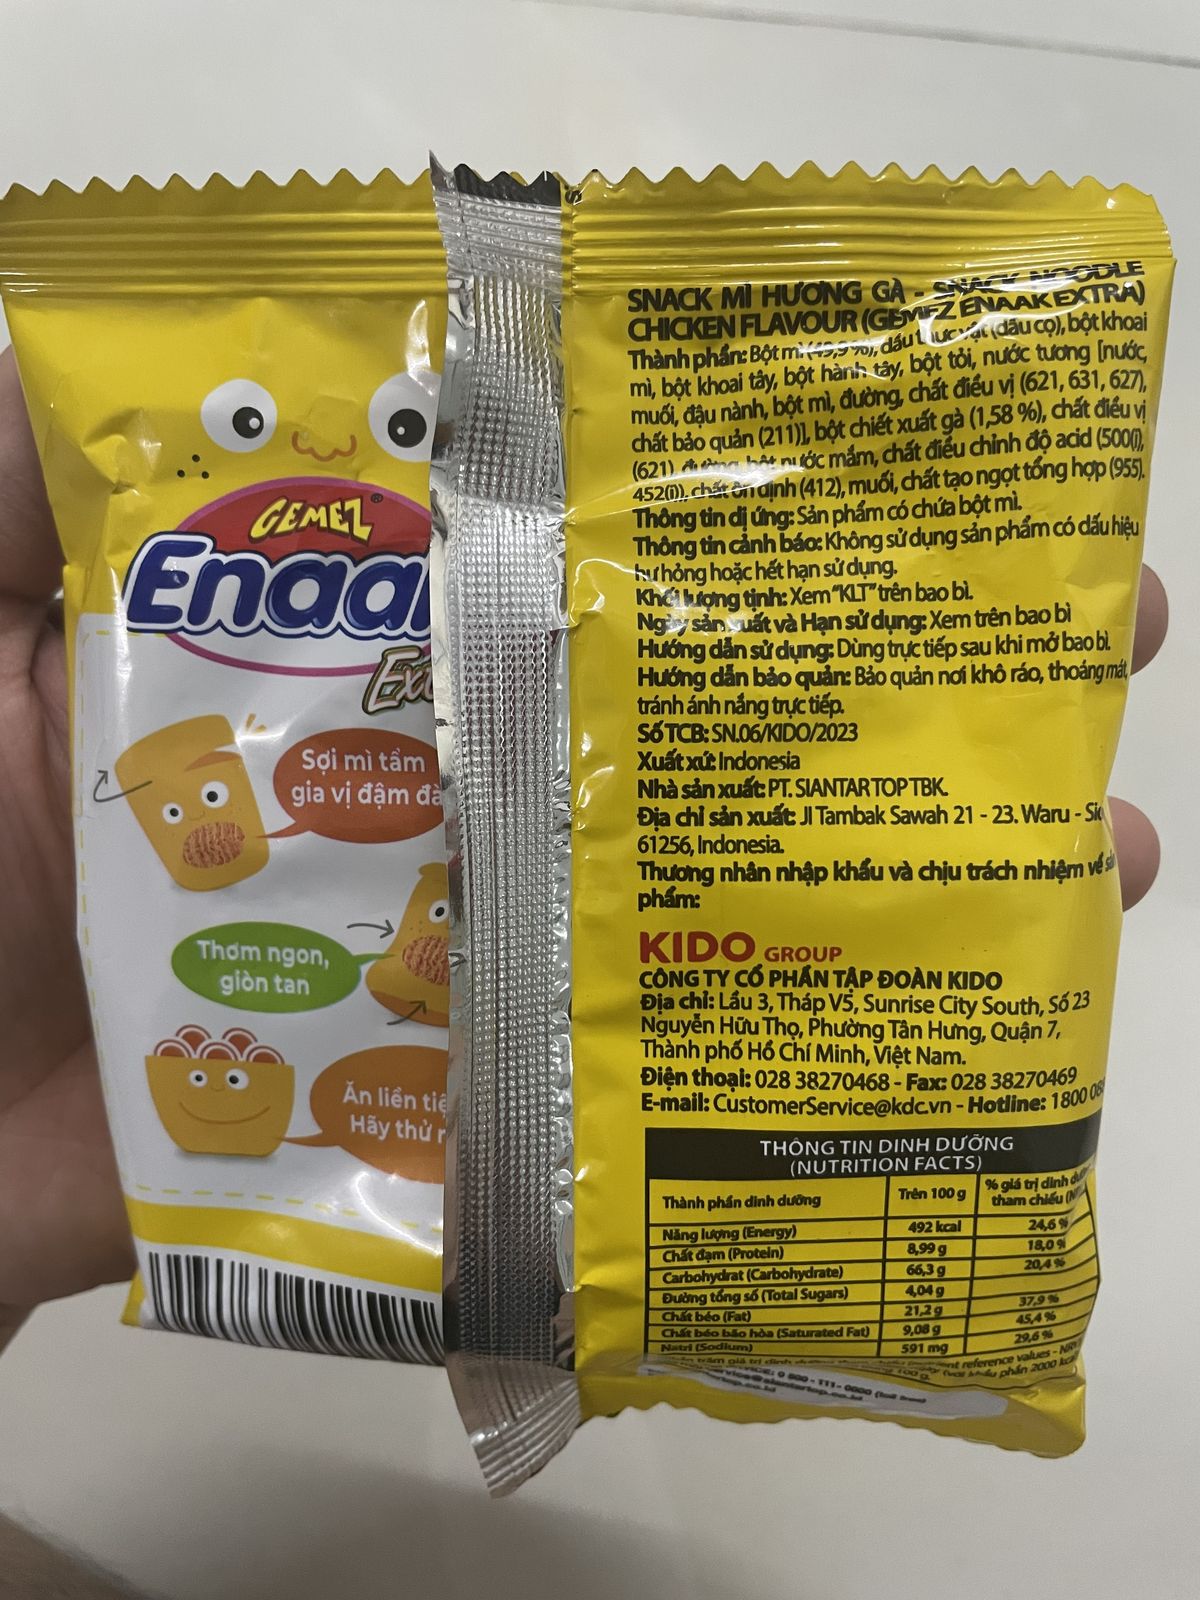 GEMEZ ®
Enaa
Ext
Sợi mì tẩm
gia vị đậm đà
Thơm ngon,
giòn tan
Ăn liền
Hãy thử
SNACK MÌ HƯƠNG GÀ - SNACK NOODLE
CHICKEN FLAVOUR (GEMEZ ENAAK EXTRA)
Thành phần: Bột mì (49,9 %), dầu thực vật (dầu cọ), bột khoai
mì, bột khoai tây, bột hành tây, bột tỏi, nước tương [nước,
muối, đậu nành, bột mì, đường, chất điều vị (621, 631, 627),
chất bảo quản (211)], bột chiết xuất gà (1,58 %), chất điều vị
(621), đường, bột nước mắm, chất điều chỉnh độ acid (500(i),
452(i)), chất ổn định (412), muối, chất tạo ngọt tổng hợp (955).
Thông tin dị ứng: Sản phẩm có chứa bột mì.
Thông tin cảnh báo: Không sử dụng sản phẩm có dấu hiệu
hư hỏng hoặc hết hạn sử dụng.
Khối lượng tịnh: Xem "KLT" trên bao bì.
Ngày sản xuất và Hạn sử dụng: Xem trên bao bì
Hướng dẫn sử dụng: Dùng trực tiếp sau khi mở bao bì.
Hướng dẫn bảo quản: Bảo quản nơi khô ráo, thoáng mát,
tránh ánh nắng trực tiếp.
Số TCB: SN.06/KIDO/2023
Xuất xứ: Indonesia
Nhà sản xuất: PT. SIANTAR TOP TBK.
Địa chỉ sản xuất: Jl Tambak Sawah 21 - 23. Waru -
61256, Indonesia.
Thương nhân nhập khẩu và chịu trách nhiệm về
phẩm:
KIDO GROUP
CÔNG TY CỔ PHẦN TẬP ĐOÀN KIDO
Địa chỉ: Lầu 3, Tháp V5, Sunrise City South, Số 23
Nguyễn Hữu Thọ, Phường Tân Hưng, Quận 7,
Thành phố Hồ Chí Minh, Việt Nam.
Điện thoại: 028 38270468 - Fax: 028 38270469
E-mail: CustomerService@kdc.vn - Hotline: 1800
THÔNG TIN DINH DƯỠNG
(NUTRITION FACTS)
Thành phần dinh dưỡng Trên 100 g % giá trị dinh
tham chiếu
Năng lượng (Energy) 492 kcal 24,6 %
Chất đạm (Protein) 8,99 g 18,0 %
Carbohydrat (Carbohydrate) 66,3 g 20,4 %
Đường tổng số (Total Sugars) 4,04 g
Chất béo (Fat) 21,2 g 37,9 %
Chất béo bão hòa (Saturated Fat) 9,08 g 45,4 %
Natri (Sodium) 591 mg 29,6 %
reference values
khẩu phần 2000